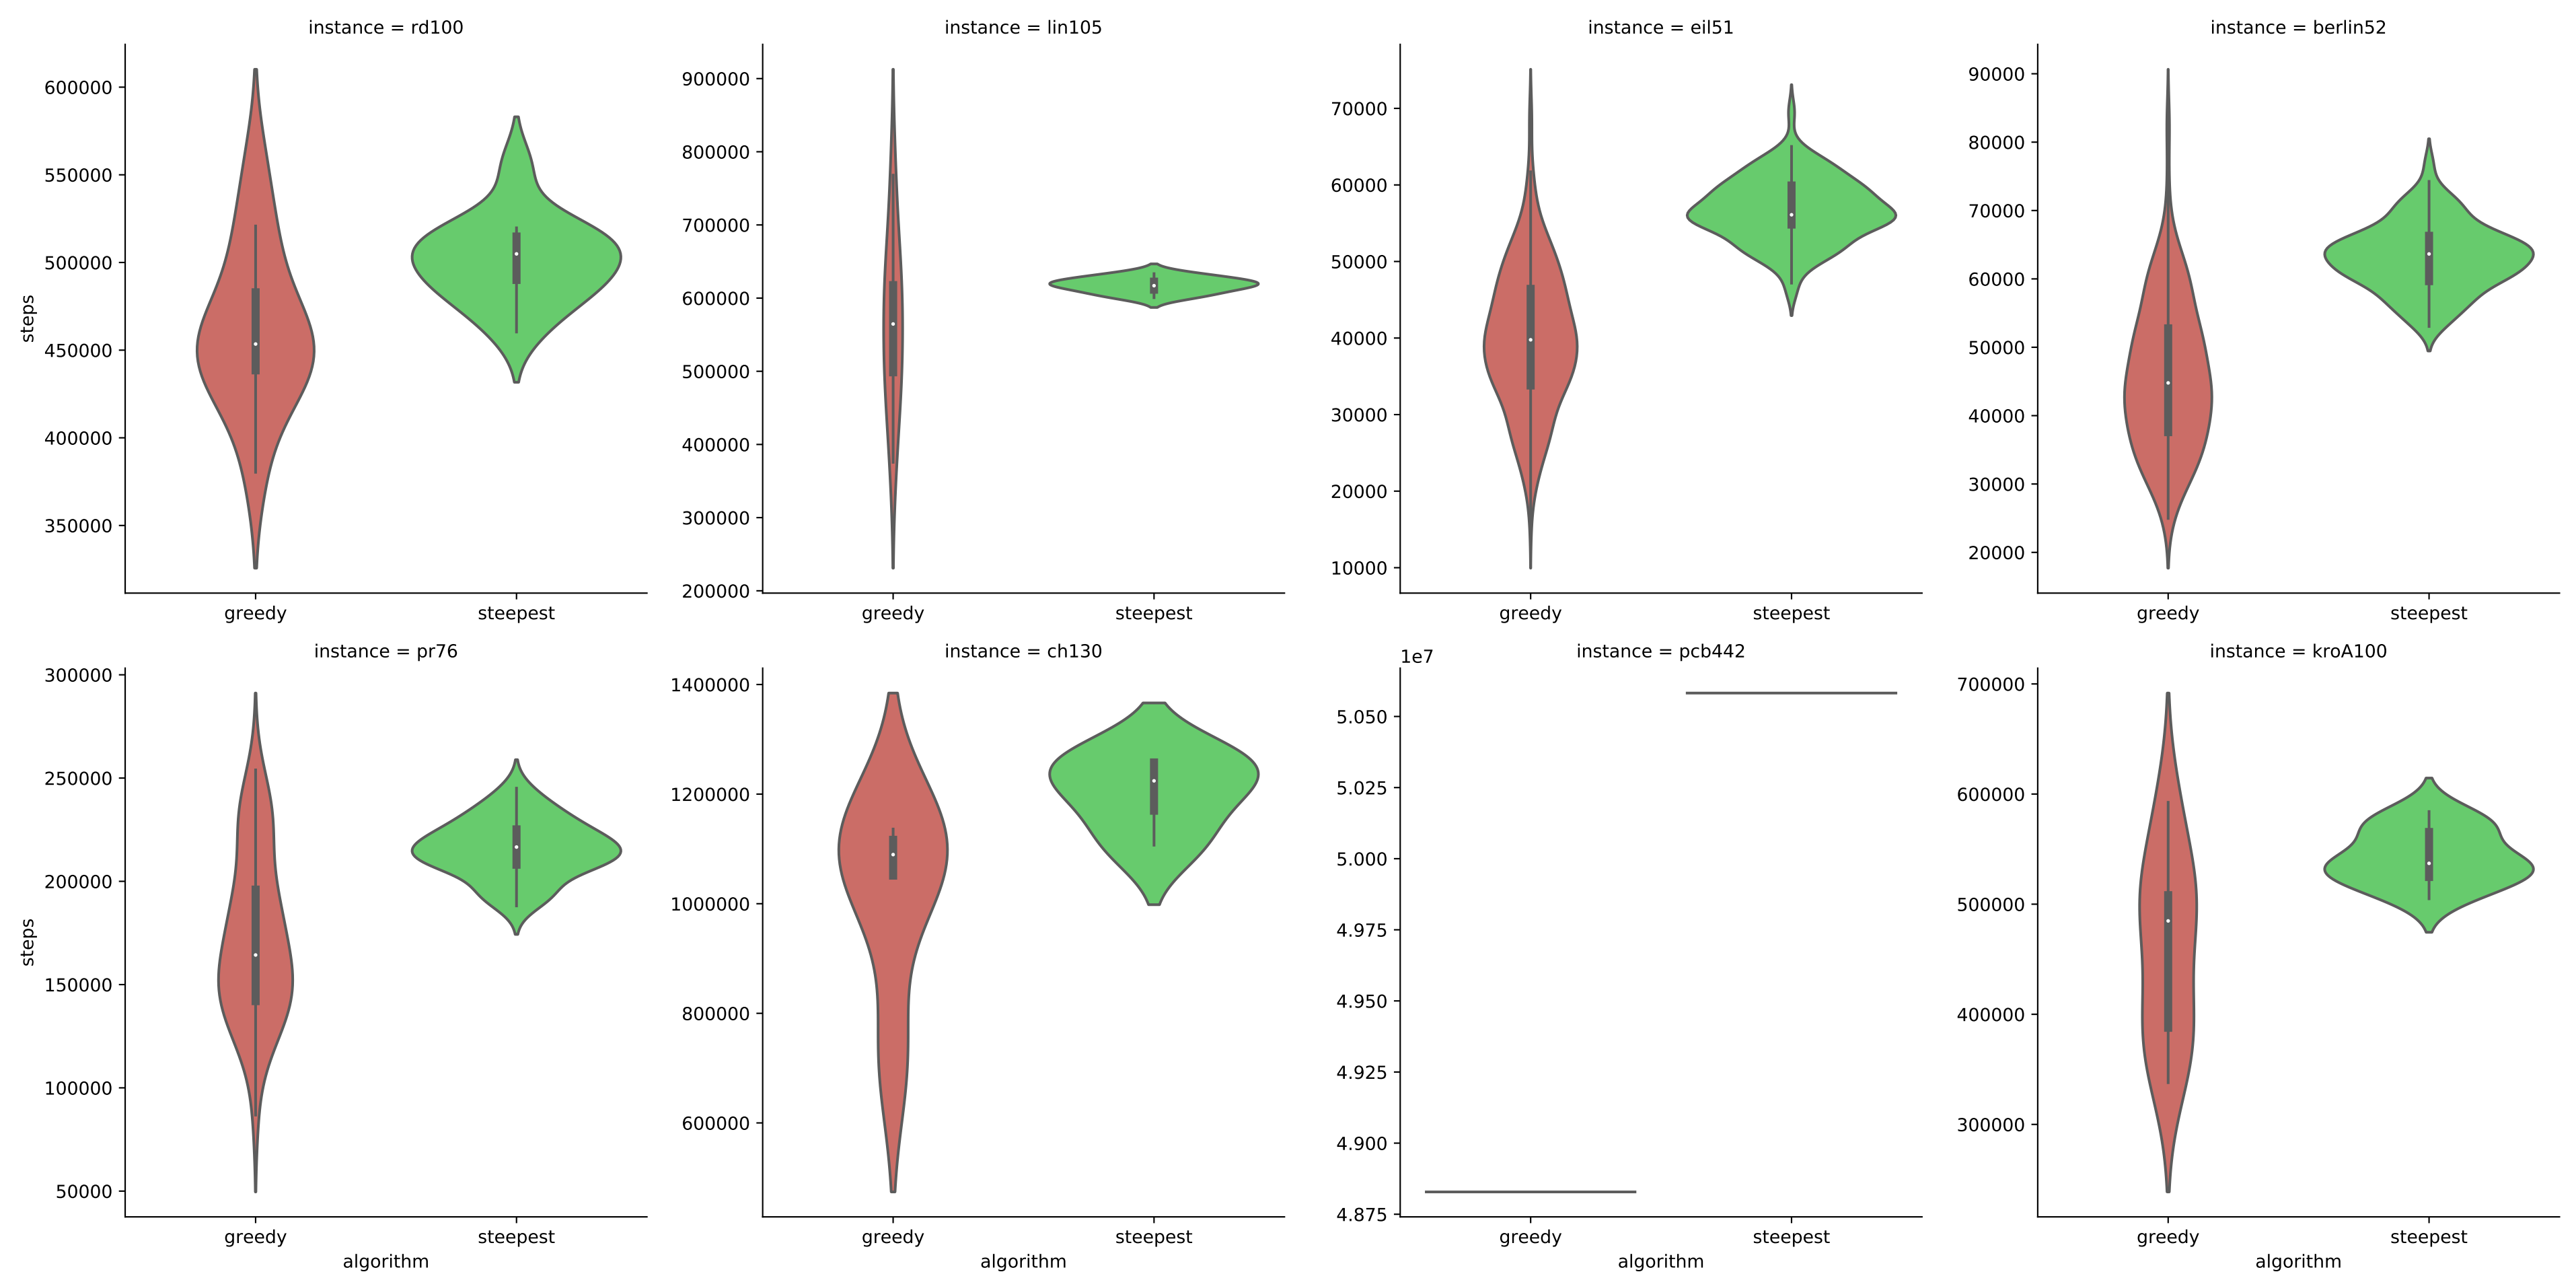 instance = rd100
600000
550000
500000
450000
400000
350000
steps
greedy
steepest
instance = lin105
900000
800000
700000
600000
500000
400000
300000
200000
greedy
steepest
instance = eil51
70000
60000
50000
40000
30000
20000
10000
greedy
steepest
instance = berlin52
90000
80000
70000
60000
50000
40000
30000
20000
greedy
steepest
instance = pr76
300000
250000
200000
150000
100000
50000
steps
greedy
steepest
algorithm
instance = ch130
1400000
1200000
1000000
800000
600000
greedy
steepest
algorithm
1e7
instance = pcb442
5.050
5.025
5.000
4.975
4.950
4.925
4.900
4.875
greedy
steepest
algorithm
instance = kroA100
700000
600000
500000
400000
300000
greedy
steepest
algorithm